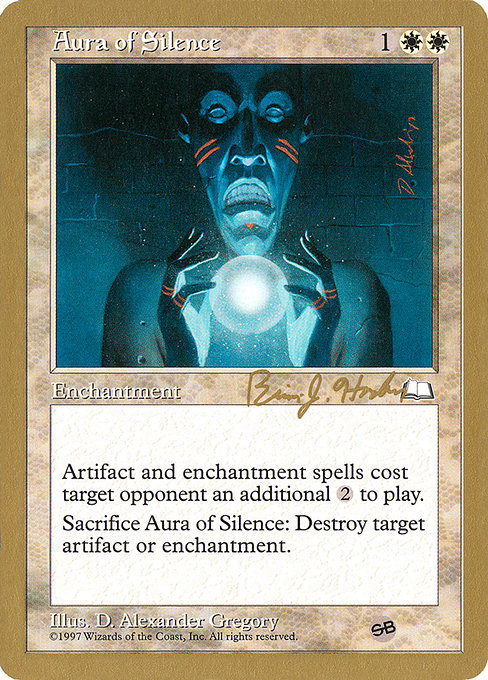 Aura of Silence 1
Enchantment
Brian J. Hacker
Artifact and enchantment spells cost
target opponent an additional 2 to play.
Sacrifice Aura of Silence: Destroy target
artifact or enchantment.
Illus. D. Alexander Gregory
©1997 Wizards of the Coast, Inc. All rights reserved.
SB